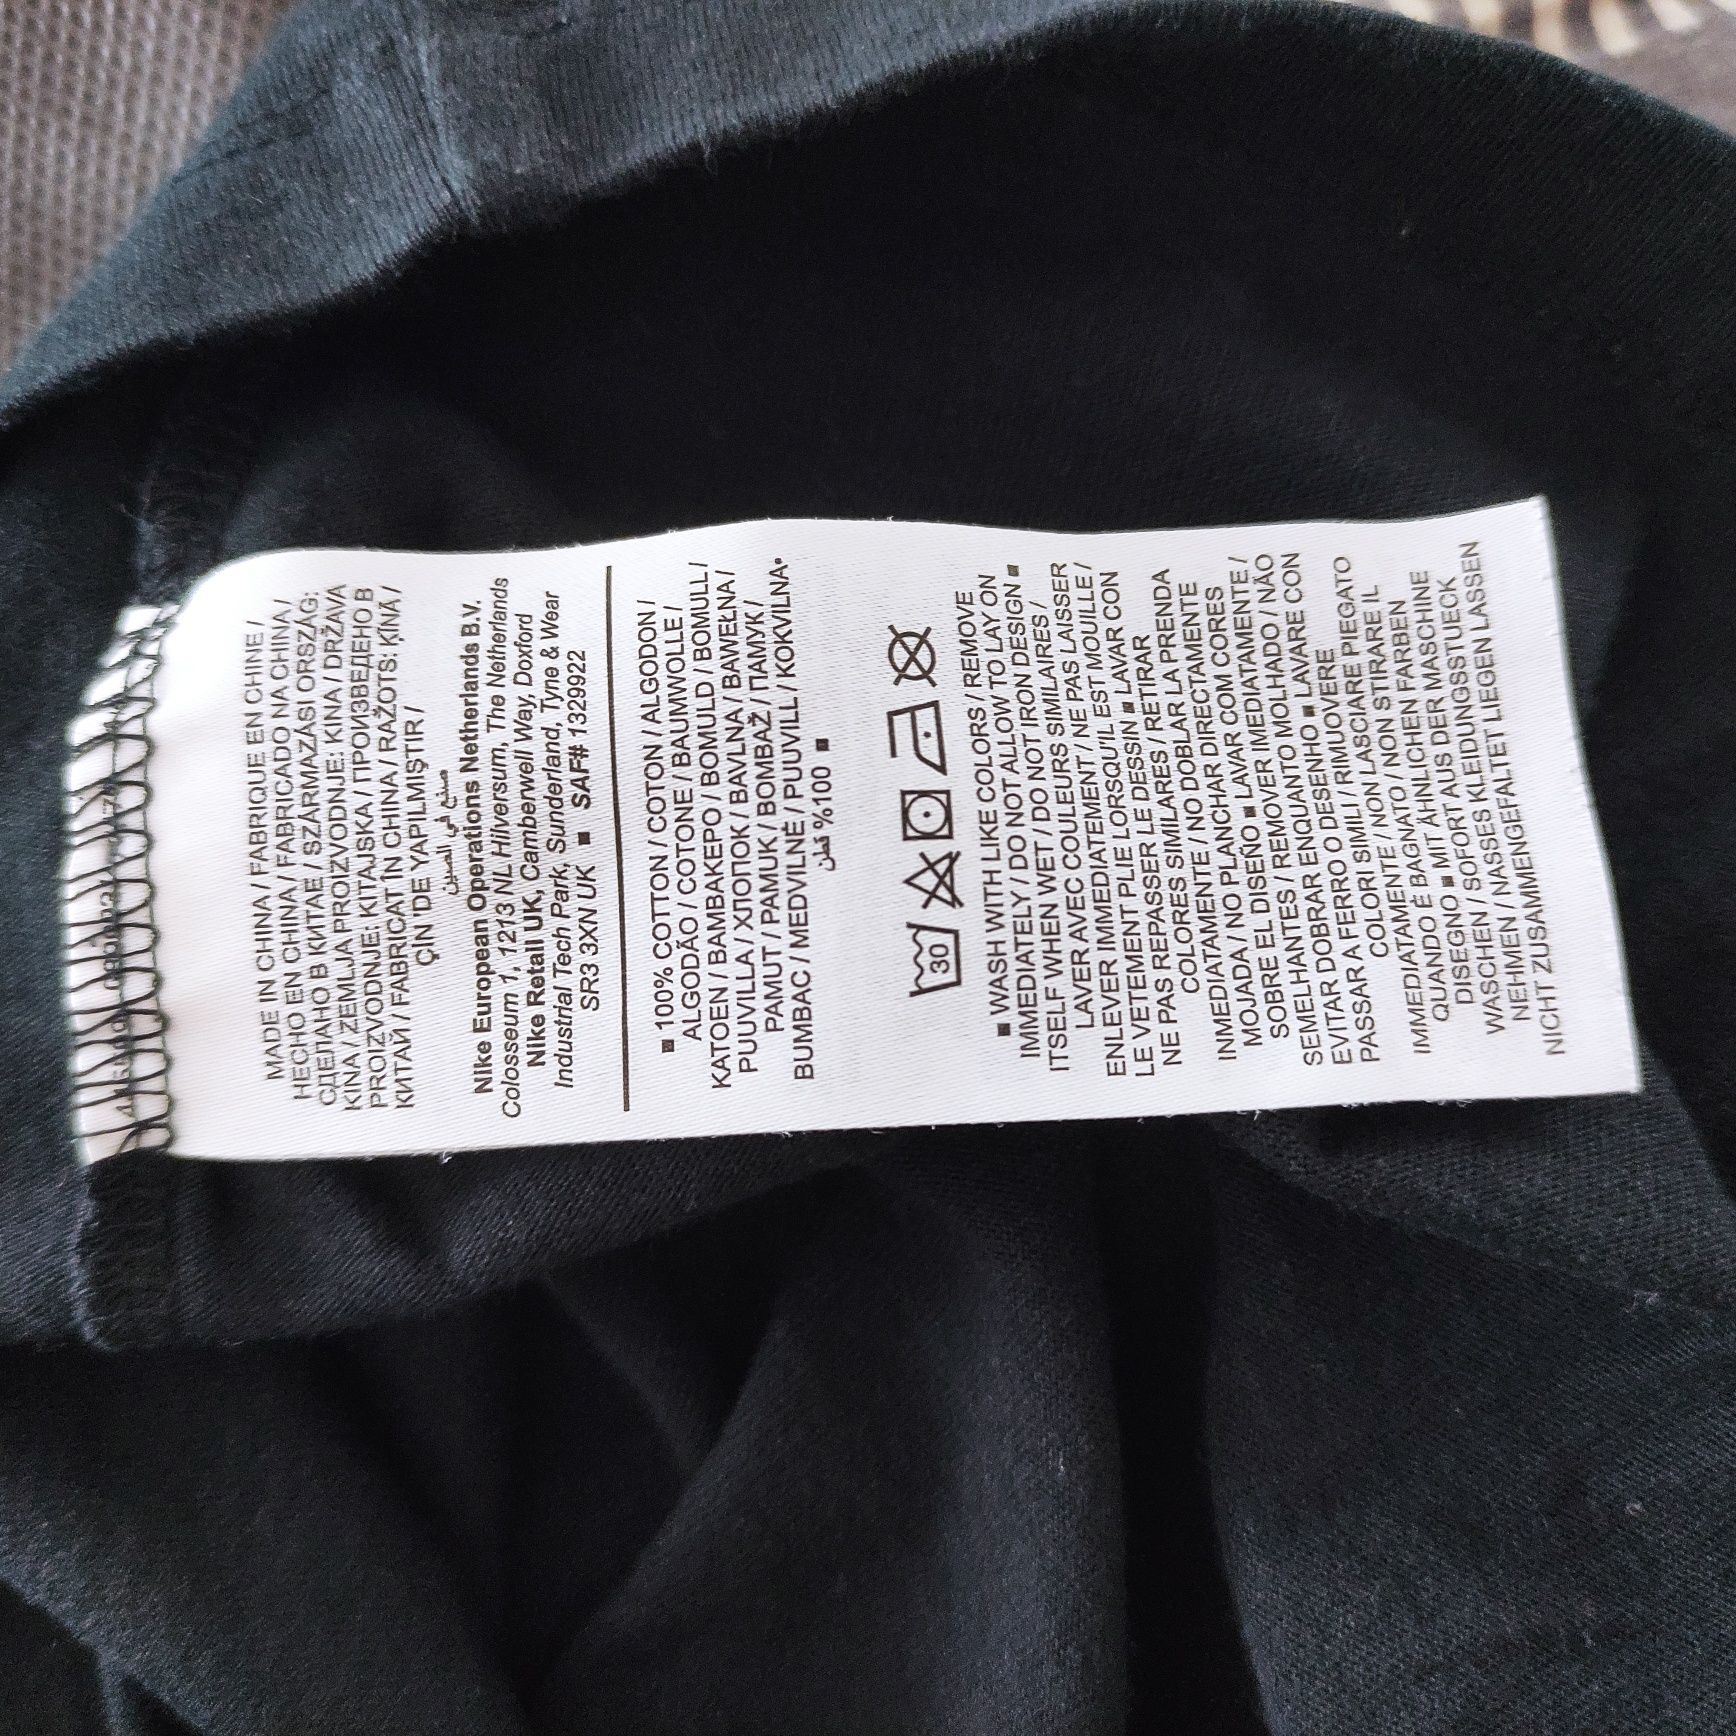 MADE IN CHINA / FABRIQUE EN CHINE /
HECHO EN CHINA / FABRICADO NA CHINA /
СДЕЛАНО В КИТАЕ / SZÁRMAZÁSI ORSZÁG:
KÍNA / ZEMLJA PROIZVODNJE: KINA / DRŽAVA
PROIZVODNJE: KITAJSKA / ПРОИЗВЕДЕНО В
КИТАЙ / FABRICAT ÎN CHINA / RAŽOTS: ĶĪNĀ /
ÇİN 'DE YAPILMIŞTIR /
صنع في الصين
Nike European Operations Netherlands B.V.
Colosseum 1, 1213 NL Hilversum, The Netherlands
Nike Retail UK, Camberwell Way, Doxford
Industrial Tech Park, Sunderland, Tyne & Wear
SR3 3XN UK ■ SAF# 1329922
■ 100% COTTON / COTON / ALGODON /
ALGODÃO / COTONE / BAUMWOLLE /
KATOEN / ΒΑΜΒΑΚΕΡΟ / BOMULD / BOMULL /
PUUVILLA / ХЛОПОК / BAVLNA / BAWEŁNA /
PAMUT / PAMUK / BOMBAŽ / ПАМУК /
BUMBAC / MEDVILNĖ / PUUVILL / KOKVILNA•
قطن %100 ■
30
■ WASH WITH LIKE COLORS / REMOVE
IMMEDIATELY / DO NOT ALLOW TO LAY ON
ITSELF WHEN WET / DO NOT IRON DESIGN ■
LAVER AVEC COULEURS SIMILAIRES /
ENLEVER IMMEDIATEMENT / NE PAS LAISSER
LE VETEMENT PLIE LORSQU'IL EST MOUILLE /
NE PAS REPASSER LE DESSIN ■ LAVAR CON
COLORES SIMILARES / RETIRAR
INMEDIATAMENTE / NO DOBLAR LA PRENDA
MOJADA / NO PLANCHAR DIRECTAMENTE
SOBRE EL DISEÑO ■ LAVAR COM CORES
SEMELHANTES / REMOVER IMEDIATAMENTE /
EVITAR DOBRAR ENQUANTO MOLHADO / NÃO
PASSAR A FERRO O DESENHO ■ LAVARE CON
COLORI SIMILI / RIMUOVERE
IMMEDIATAMENTE / NON LASCIARE PIEGATO
QUANDO È BAGNATO / NON STIRARE IL
DISEGNO ■ MIT ÄHNLICHEN FARBEN
WASCHEN / SOFORT AUS DER MASCHINE
NEHMEN / NASSES KLEIDUNGSSTUECK
NICHT ZUSAMMENGEFALTET LIEGEN LASSEN